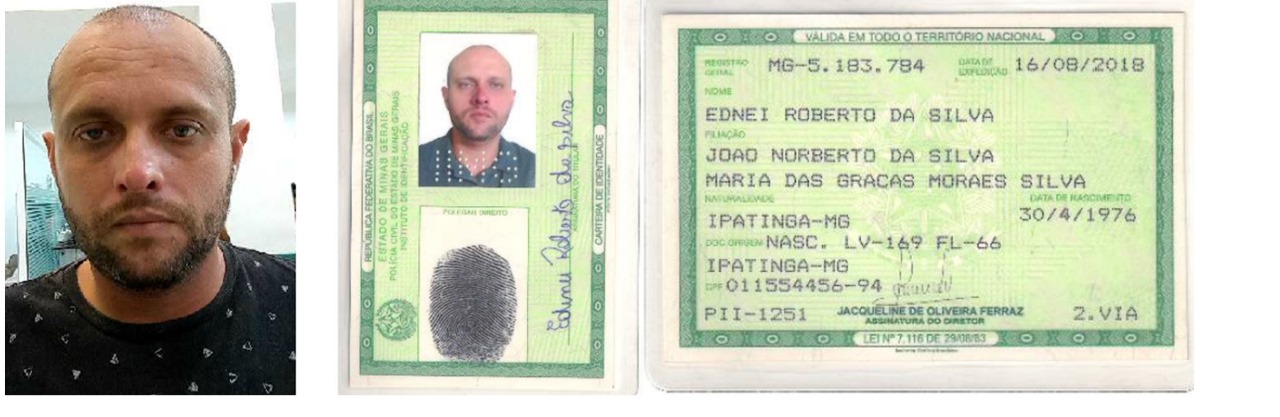 REPÚBLICA FEDERATIVA DO BRASIL
ESTADO DE MINAS GERAIS
POLÍCIA CIVIL DO ESTADO DE MINAS GERAIS
INSTITUTO DE IDENTIFICAÇÃO
POLEGAR DIREITO
Ednei Roberto da Silva
ASSINATURA DO TITULAR
CARTEIRA DE IDENTIDADE
VÁLIDA EM TODO O TERRITÓRIO NACIONAL
REGISTRO GERAL MG-5.183.784 DATA DE EXPEDIÇÃO 16/08/2018
NOME
EDNEI ROBERTO DA SILVA
FILIAÇÃO
JOAO NORBERTO DA SILVA
MARIA DAS GRACAS MORAES SILVA
NATURALIDADE DATA DE NASCIMENTO
IPATINGA-MG 30/4/1976
DOC ORIGEM NASC. LV-169 FL-66
IPATINGA-MG
CPF 011554456-94
PII-1251 JACQUELINE DE OLIVEIRA FERRAZ 2.VIA
ASSINATURA DO DIRETOR
LEI Nº 7.116 DE 29/08/83